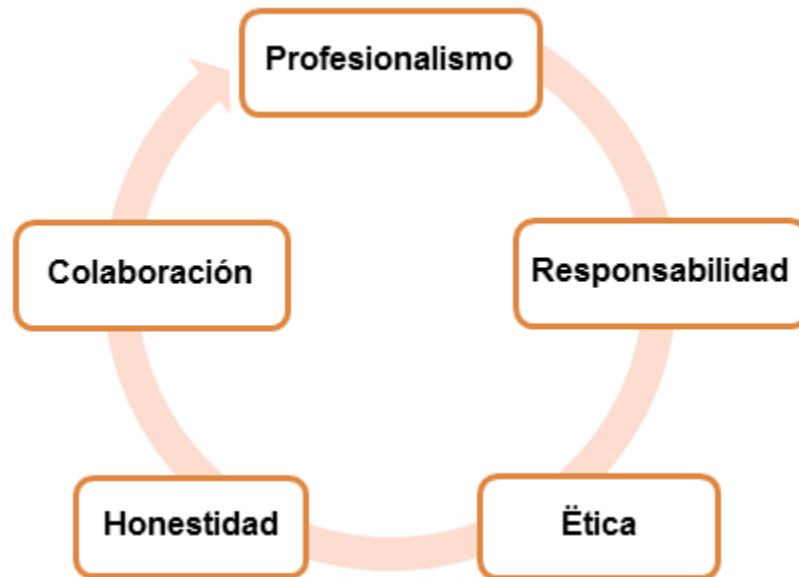 Profesionalismo
Responsabilidad
Ëtica
Honestidad
Colaboración